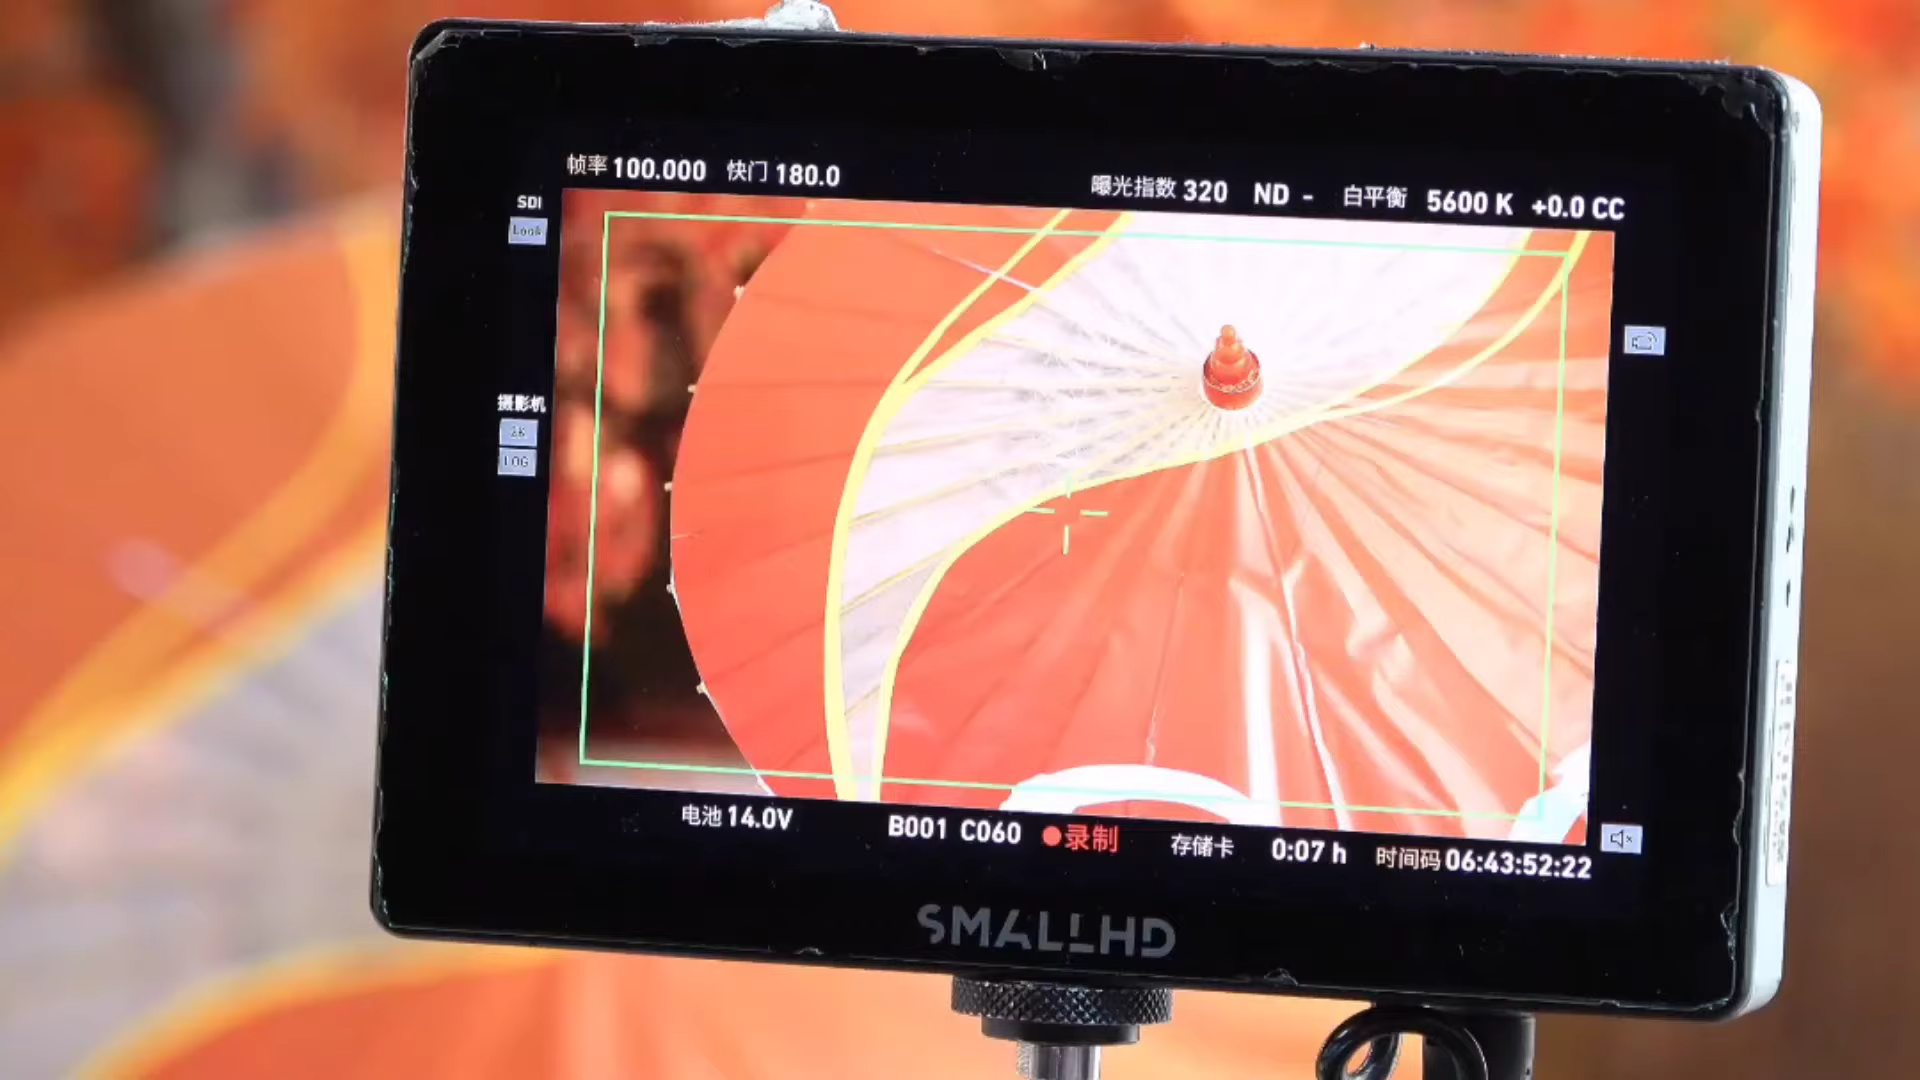 帧率 100.000 快门 180.0 曝光指数 320 ND - 白平衡 5600 K +0.0 CC
SDI
Look
摄影机
2K
LOG
电池 14.0V B001 C060 ●录制 存储卡 0:07 h 时间码 06:43:52:22
SMALLHD